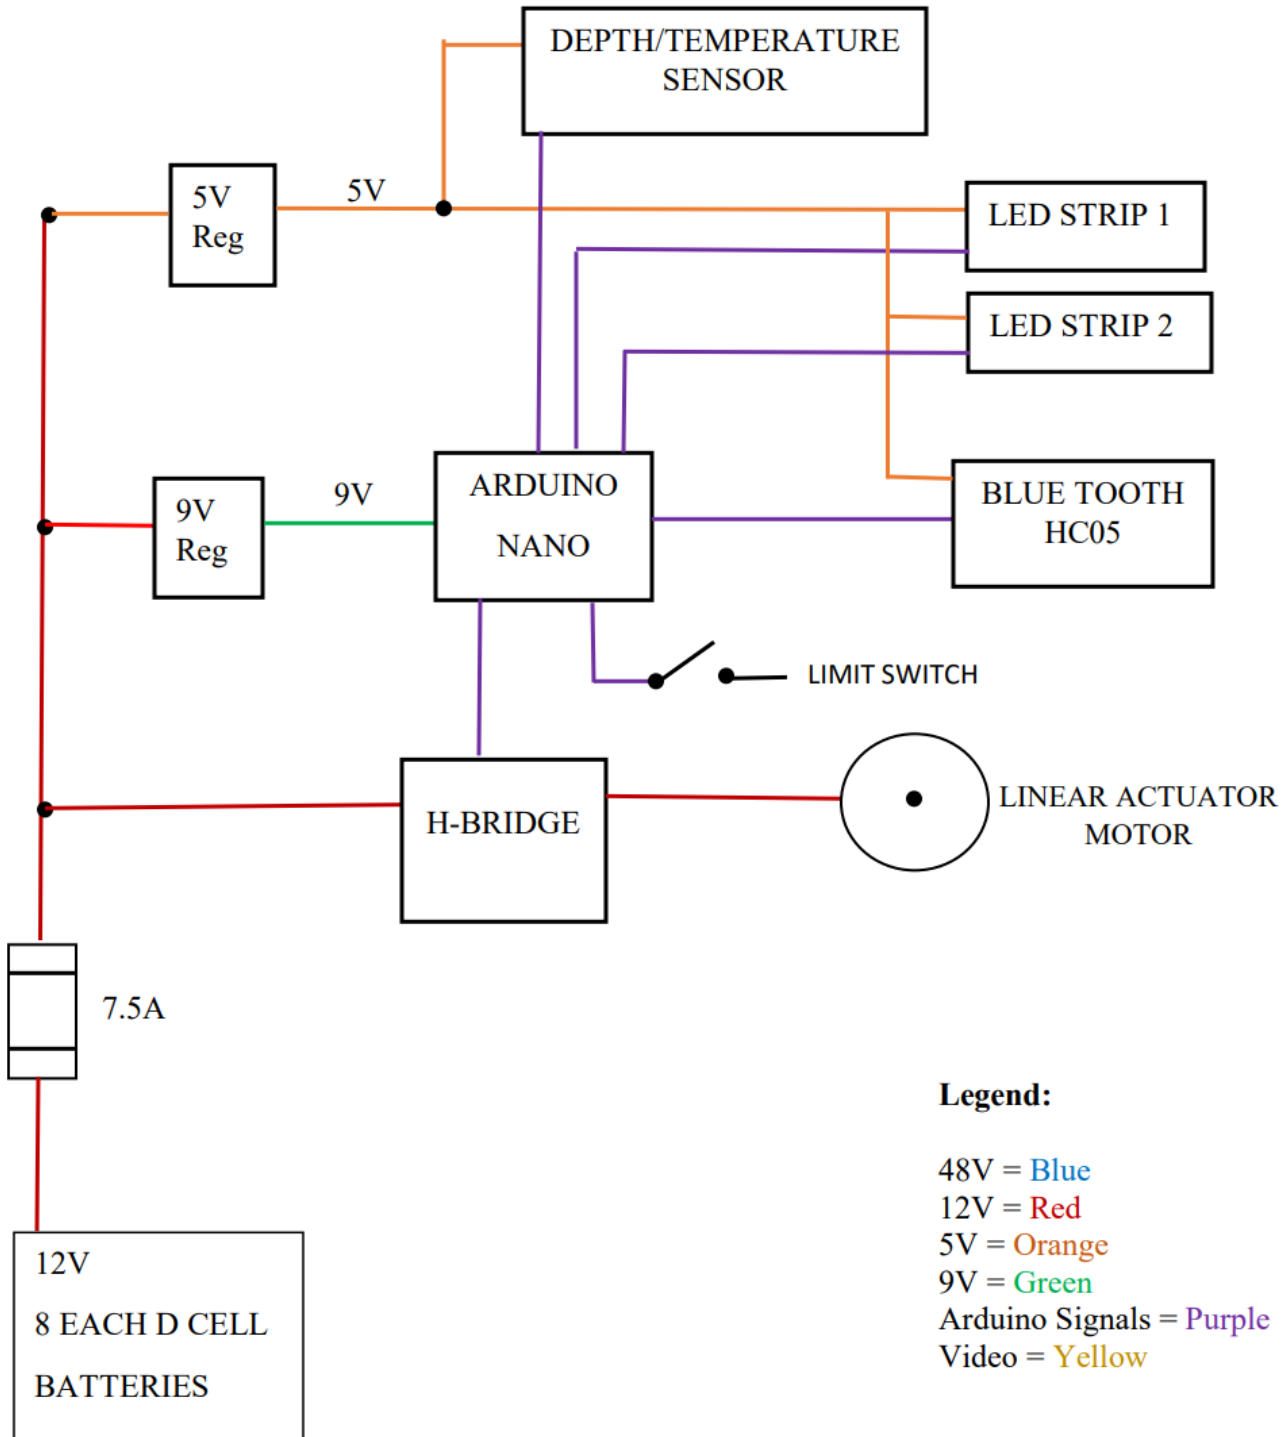 DEPTH/TEMPERATURE
SENSOR
5V
Reg
5V
LED STRIP 1
LED STRIP 2
9V
Reg
9V
ARDUINO
NANO
BLUE TOOTH
HC05
LIMIT SWITCH
H-BRIDGE
LINEAR ACTUATOR
MOTOR
7.5A
12V
8 EACH D CELL
BATTERIES
Legend:
48V = Blue
12V = Red
5V = Orange
9V = Green
Arduino Signals = Purple
Video = Yellow